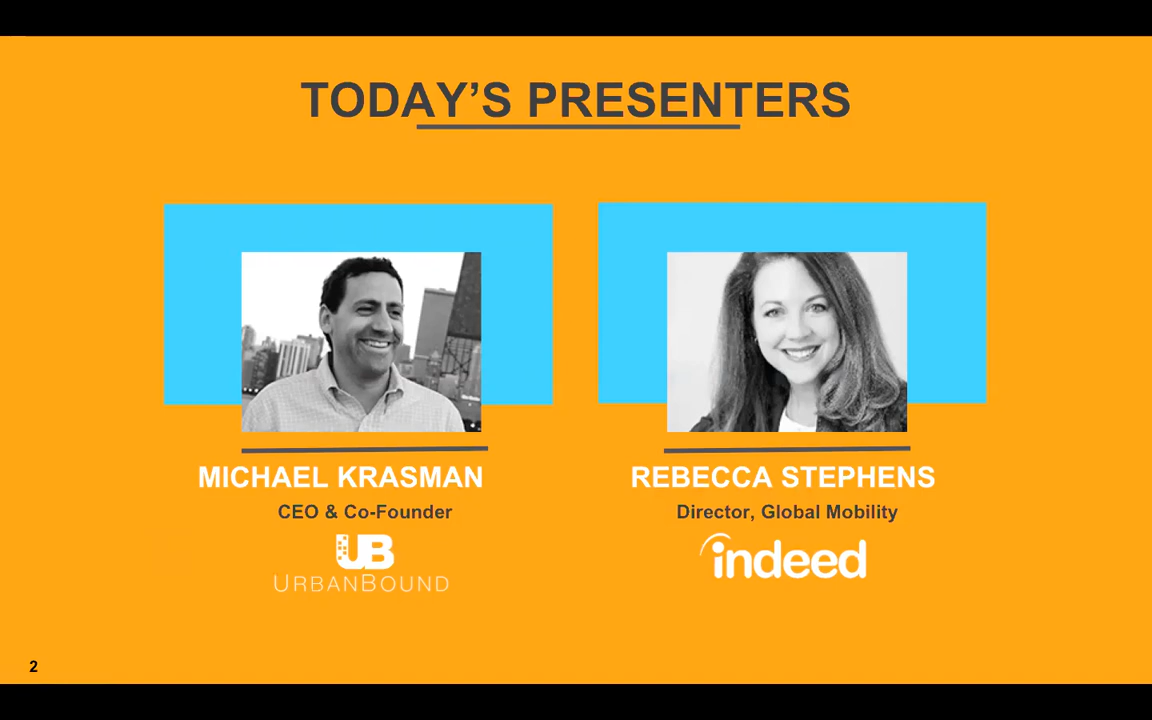 TODAY'S PRESENTERS
MICHAEL KRASMAN
CEO & Co-Founder
UB
URBANBOUND
REBECCA STEPHENS
Director, Global Mobility
indeed
2